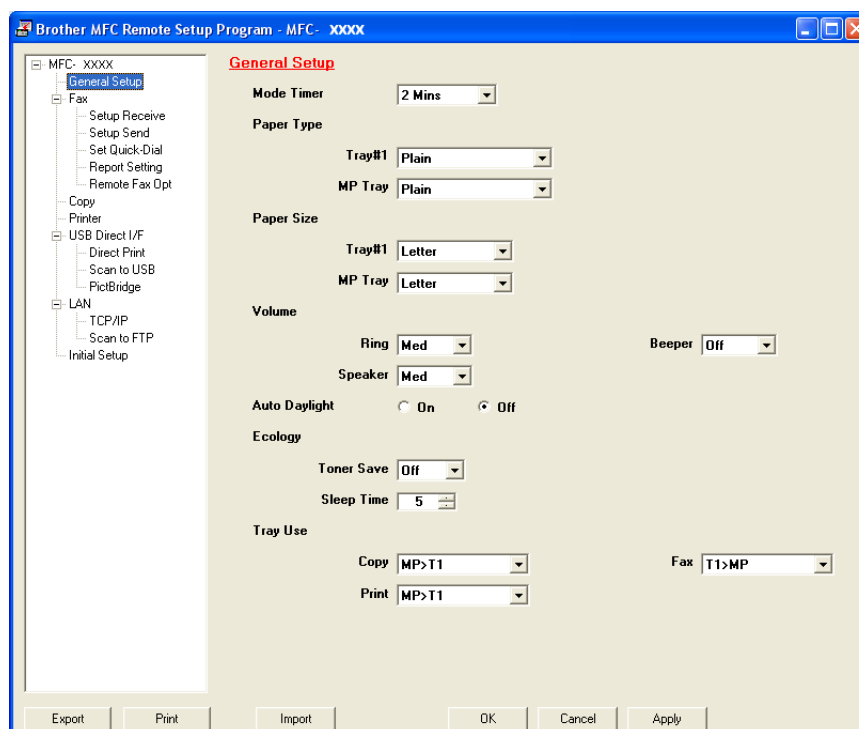 Brother MFC Remote Setup Program - MFC- XXXX
MFC- XXXX
General Setup
Fax
Setup Receive
Setup Send
Set Quick-Dial
Report Setting
Remote Fax Opt
Copy
Printer
USB Direct I/F
Direct Print
Scan to USB
PictBridge
LAN
TCP/IP
Scan to FTP
Initial Setup
General Setup
Mode Timer 2 Mins
Paper Type
Tray#1 Plain
MP Tray Plain
Paper Size
Tray#1 Letter
MP Tray Letter
Volume
Ring Med Beeper Off
Speaker Med
Auto Daylight On Off
Ecology
Toner Save Off
Sleep Time 5
Tray Use
Copy MP>T1 Fax T1>MP
Print MP>T1
Export Print Import OK Cancel Apply